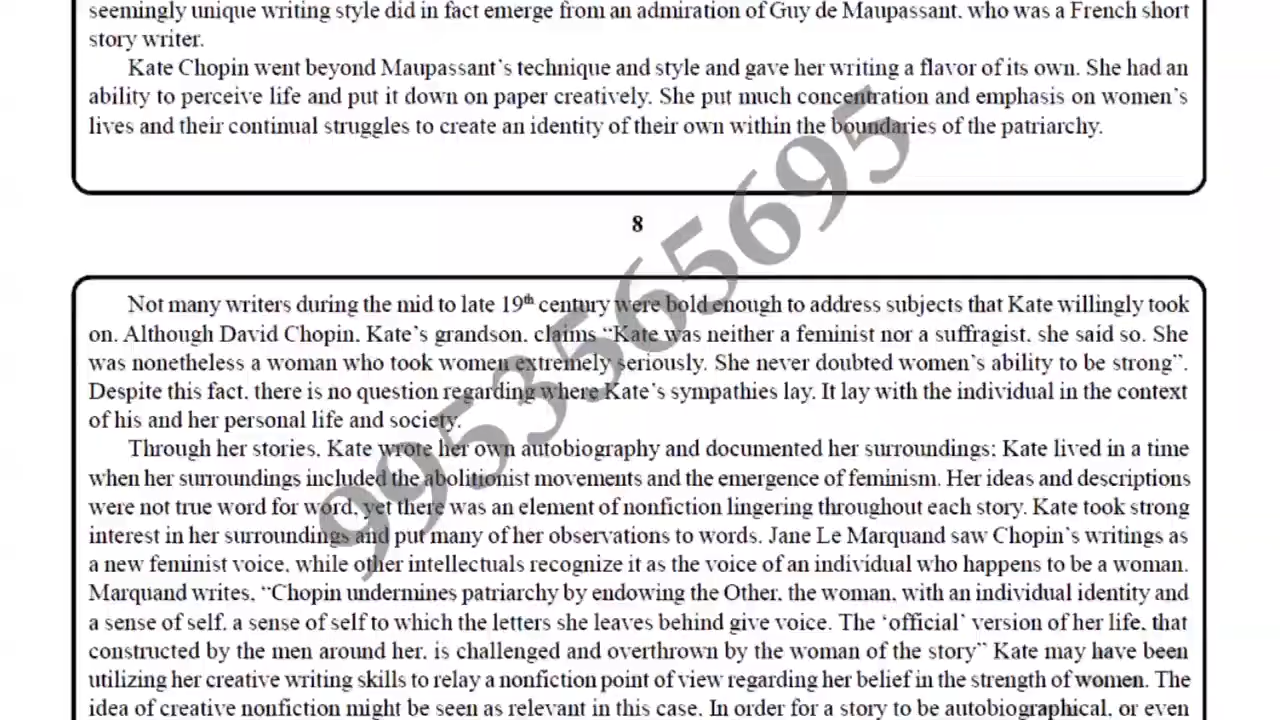 seemingly unique writing style did in fact emerge from an admiration of Guy de Maupassant, who was a French short
story writer.
Kate Chopin went beyond Maupassant's technique and style and gave her writing a flavor of its own. She had an
ability to perceive life and put it down on paper creatively. She put much concentration and emphasis on women's
lives and their continual struggles to create an identity of their own within the boundaries of the patriarchy.
8
Not many writers during the mid to late 19th century were bold enough to address subjects that Kate willingly took
on. Although David Chopin, Kate's grandson, claims "Kate was neither a feminist nor a suffragist, she said so. She
was nonetheless a woman who took women extremely seriously. She never doubted women's ability to be strong".
Despite this fact, there is no question regarding where Kate's sympathies lay. It lay with the individual in the context
of his and her personal life and society.
Through her stories, Kate wrote her own autobiography and documented her surroundings; Kate lived in a time
when her surroundings included the abolitionist movements and the emergence of feminism. Her ideas and descriptions
were not true word for word, yet there was an element of nonfiction lingering throughout each story. Kate took strong
interest in her surroundings and put many of her observations to words. Jane Le Marquand saw Chopin's writings as
a new feminist voice, while other intellectuals recognize it as the voice of an individual who happens to be a woman.
Marquand writes, "Chopin undermines patriarchy by endowing the Other, the woman, with an individual identity and
a sense of self, a sense of self to which the letters she leaves behind give voice. The 'official' version of her life, that
constructed by the men around her, is challenged and overthrown by the woman of the story" Kate may have been
utilizing her creative writing skills to relay a nonfiction point of view regarding her belief in the strength of women. The
idea of creative nonfiction might be seen as relevant in this case. In order for a story to be autobiographical, or even
9953565695